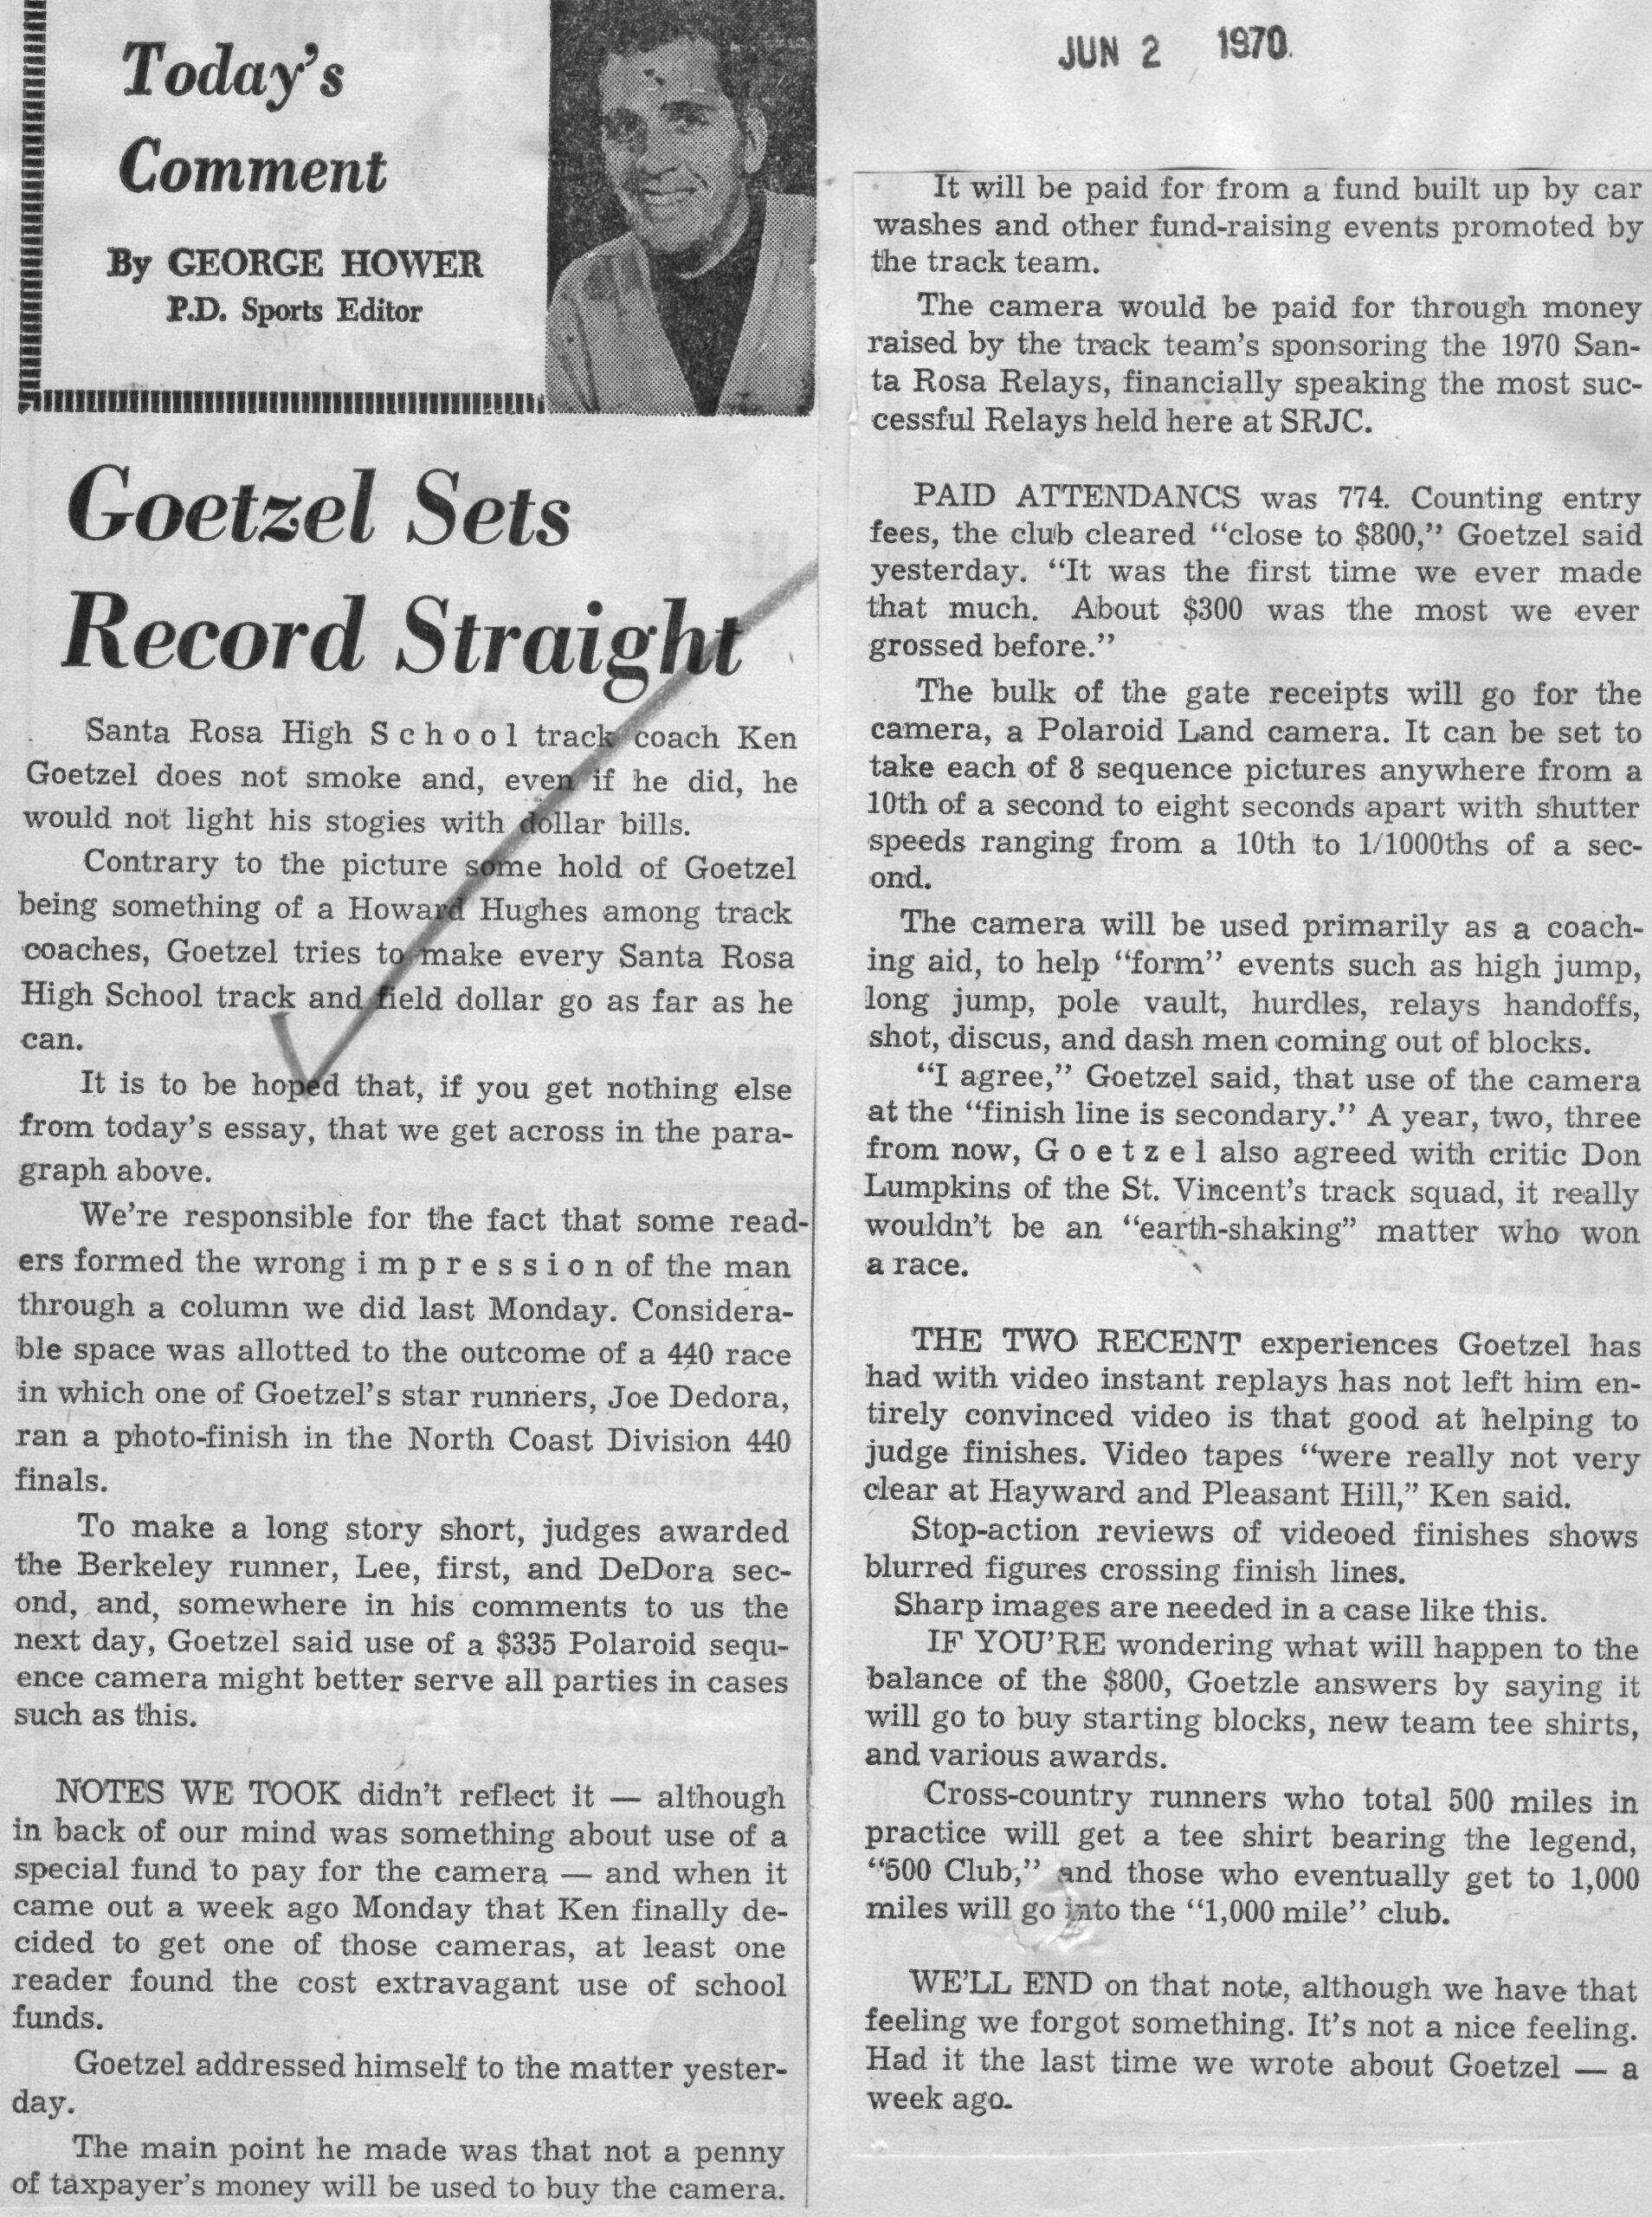 Today's
Comment
By GEORGE HOWER
P.D. Sports Editor
Goetzel Sets
Record Straight
Santa Rosa High School track coach Ken
Goetzel does not smoke and, even if he did, he
would not light his stogies with dollar bills.
Contrary to the picture some hold of Goetzel
being something of a Howard Hughes among track
coaches, Goetzel tries to make every Santa Rosa
High School track and field dollar go as far as he
can.
It is to be hoped that, if you get nothing else
from today's essay, that we get across in the para-
graph above.
We're responsible for the fact that some read-
ers formed the wrong impression of the man
through a column we did last Monday. Considera-
ble space was allotted to the outcome of a 440 race
in which one of Goetzel's star runners, Joe Dedora,
ran a photo-finish in the North Coast Division 440
finals.
To make a long story short, judges awarded
the Berkeley runner, Lee, first, and DeDora sec-
ond, and, somewhere in his comments to us the
next day, Goetzel said use of a $335 Polaroid sequ-
ence camera might better serve all parties in cases
such as this.
NOTES WE TOOK didn't reflect it — although
in back of our mind was something about use of a
special fund to pay for the camera — and when it
came out a week ago Monday that Ken finally de-
cided to get one of those cameras, at least one
reader found the cost extravagant use of school
funds.
Goetzel addressed himself to the matter yester-
day.
The main point he made was that not a penny
of taxpayer's money will be used to buy the camera.
JUN 2 1970
It will be paid for from a fund built up by car
washes and other fund-raising events promoted by
the track team.
The camera would be paid for through money
raised by the track team's sponsoring the 1970 San-
ta Rosa Relays, financially speaking the most suc-
cessful Relays held here at SRJC.
PAID ATTENDANCS was 774. Counting entry
fees, the club cleared "close to $800," Goetzel said
yesterday. "It was the first time we ever made
that much. About $300 was the most we ever
grossed before."
The bulk of the gate receipts will go for the
camera, a Polaroid Land camera. It can be set to
take each of 8 sequence pictures anywhere from a
10th of a second to eight seconds apart with shutter
speeds ranging from a 10th to 1/1000ths of a sec-
ond.
The camera will be used primarily as a coach-
ing aid, to help "form" events such as high jump,
long jump, pole vault, hurdles, relays handoffs,
shot, discus, and dash men coming out of blocks.
"I agree," Goetzel said, that use of the camera
at the "finish line is secondary." A year, two, three
from now, Goetzel also agreed with critic Don
Lumpkins of the St. Vincent's track squad, it really
wouldn't be an "earth-shaking" matter who won
a race.
THE TWO RECENT experiences Goetzel has
had with video instant replays has not left him en-
tirely convinced video is that good at helping to
judge finishes. Video tapes "were really not very
clear at Hayward and Pleasant Hill," Ken said.
Stop-action reviews of videoed finishes shows
blurred figures crossing finish lines.
Sharp images are needed in a case like this.
IF YOU'RE wondering what will happen to the
balance of the $800, Goetzle answers by saying it
will go to buy starting blocks, new team tee shirts,
and various awards.
Cross-country runners who total 500 miles in
practice will get a tee shirt bearing the legend,
"500 Club," and those who eventually get to 1,000
miles will go into the "1,000 mile" club.
WE'LL END on that note, although we have that
feeling we forgot something. It's not a nice feeling.
Had it the last time we wrote about Goetzel — a
week ago.